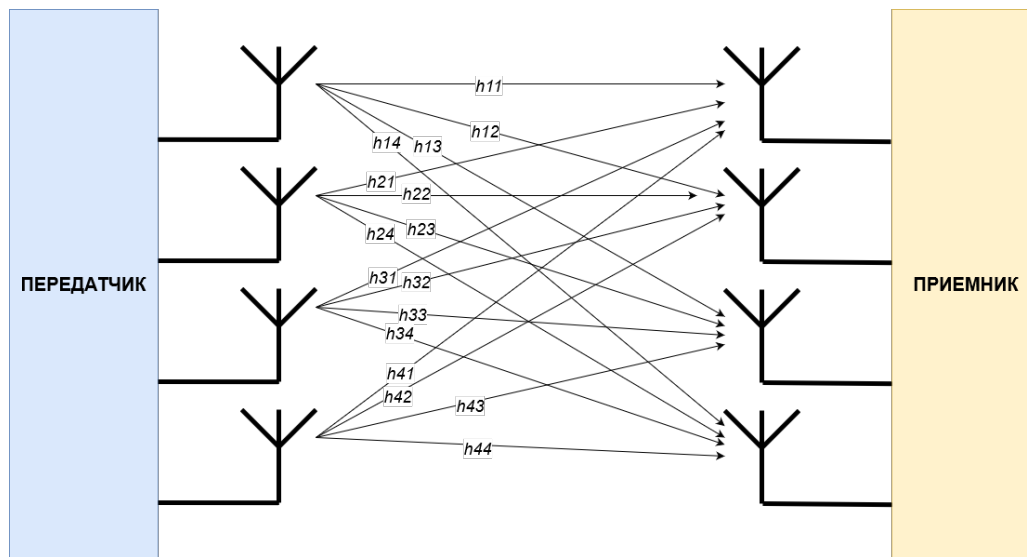 h11
h12
h14
h13
h21
h22
h23
h24
ПЕРЕДАТЧИК
ПРИЕМНИК
h31
h32
h33
h34
h41
h42
h43
h44